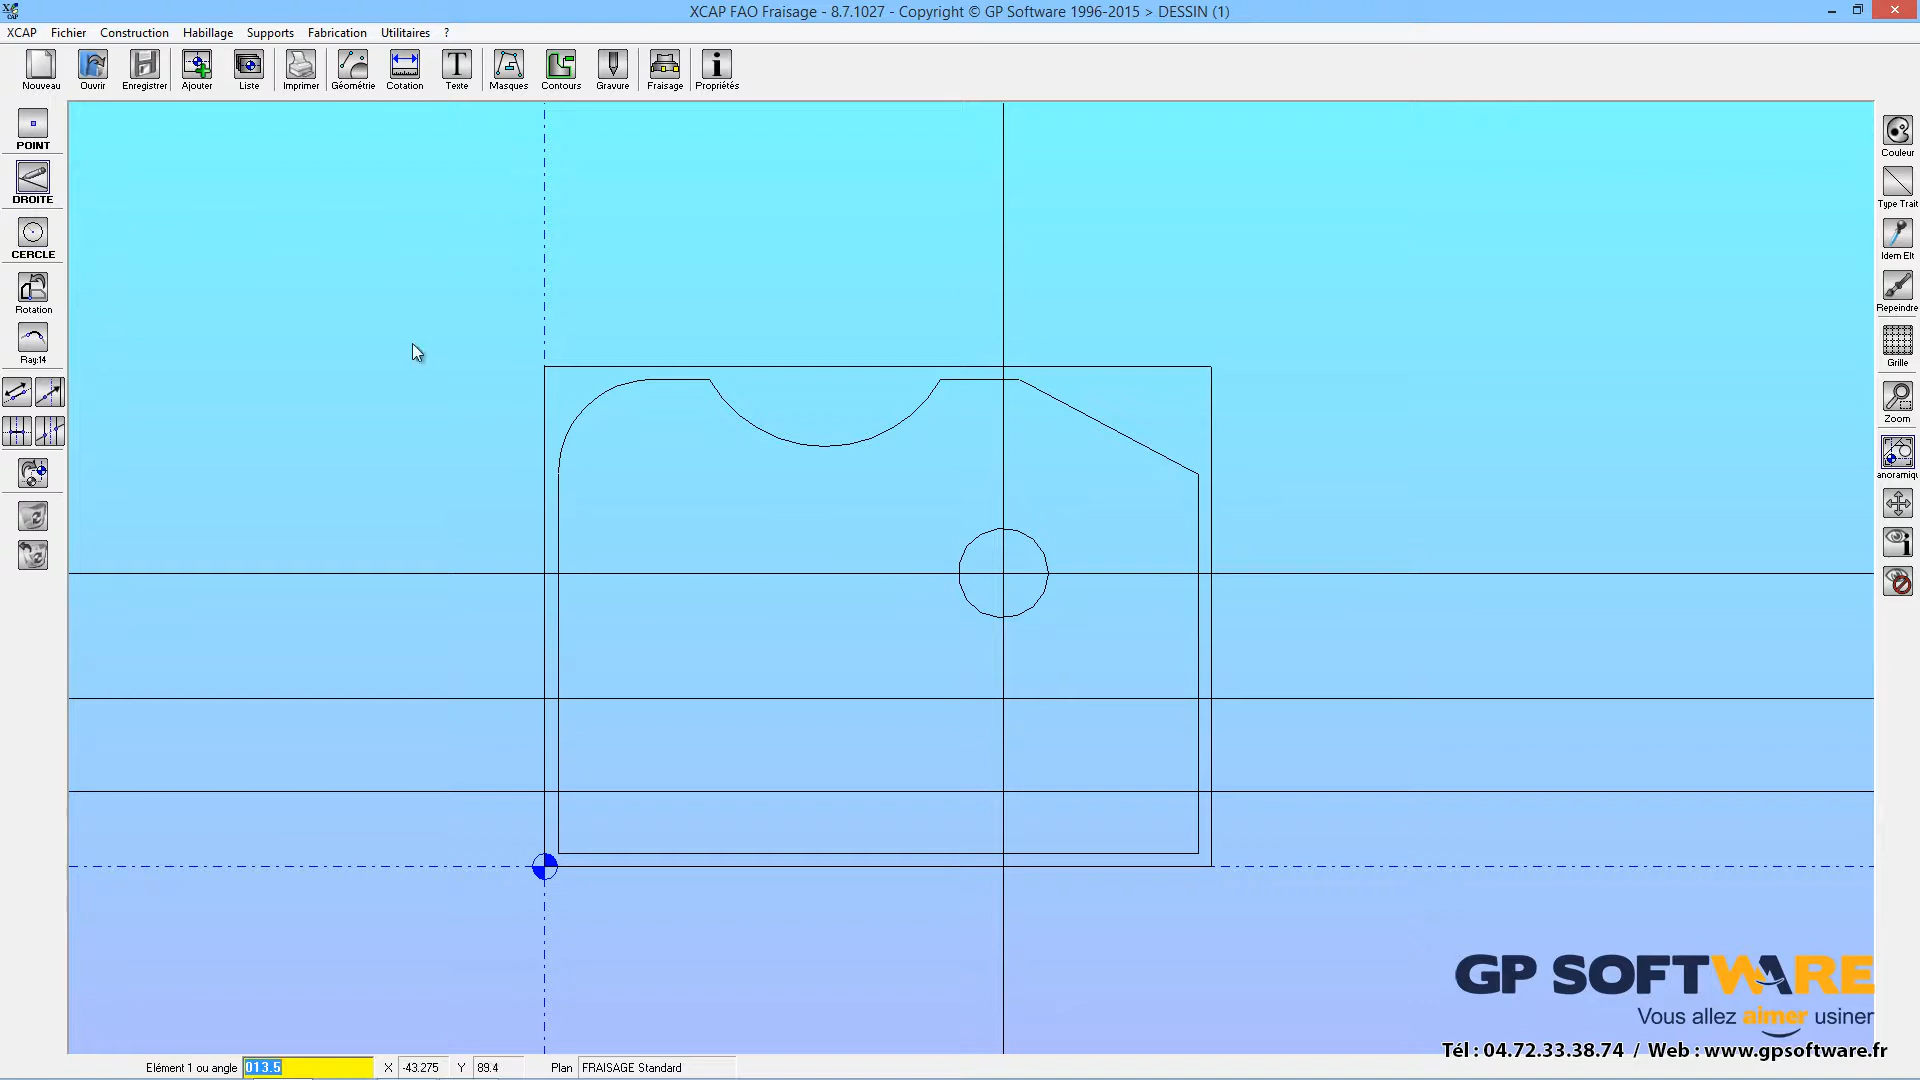 XCAP FAO Fraisage - 8.7.1027 - Copyright © GP Software 1996-2015 > DESSIN (1)
XCAP Fichier Construction Habillage Supports Fabrication Utilitaires ?
Nouveau Ouvrir Enregistrer Ajouter Liste Imprimer Géométrie Cotation Texte Masques Contours Gravure Fraisage Propriétés
POINT
DROITE
CERCLE
Rotation
Ray:14
Couleur
Type Trait
Idem Elt
Repeindre
Grille
Zoom
anoramiq
GP SOFTWARE
Vous allez aimer usiner
Tél : 04.72.33.38.74 / Web : www.gpsoftware.fr
Elément 1 ou angle 013.5 X -43.275 Y 89.4 Plan FRAISAGE Standard